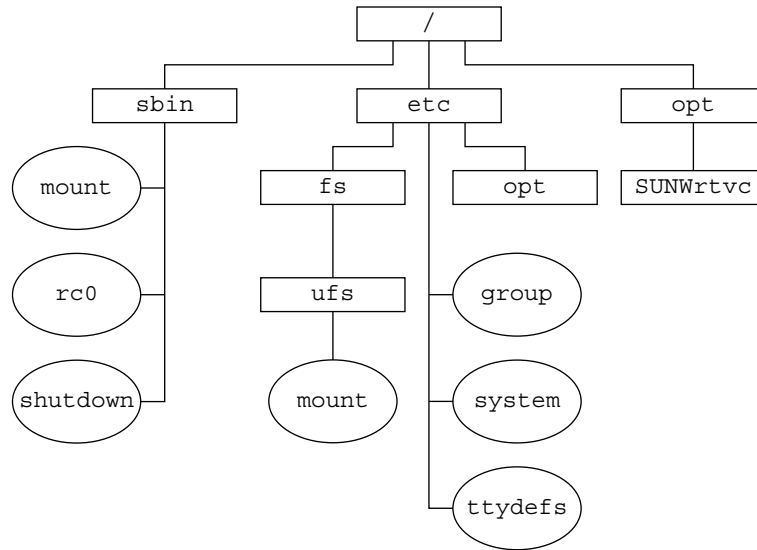 /
sbin
etc
opt
mount
fs
opt
SUNWrtvc
rc0
ufs
group
shutdown
mount
system
ttydefs